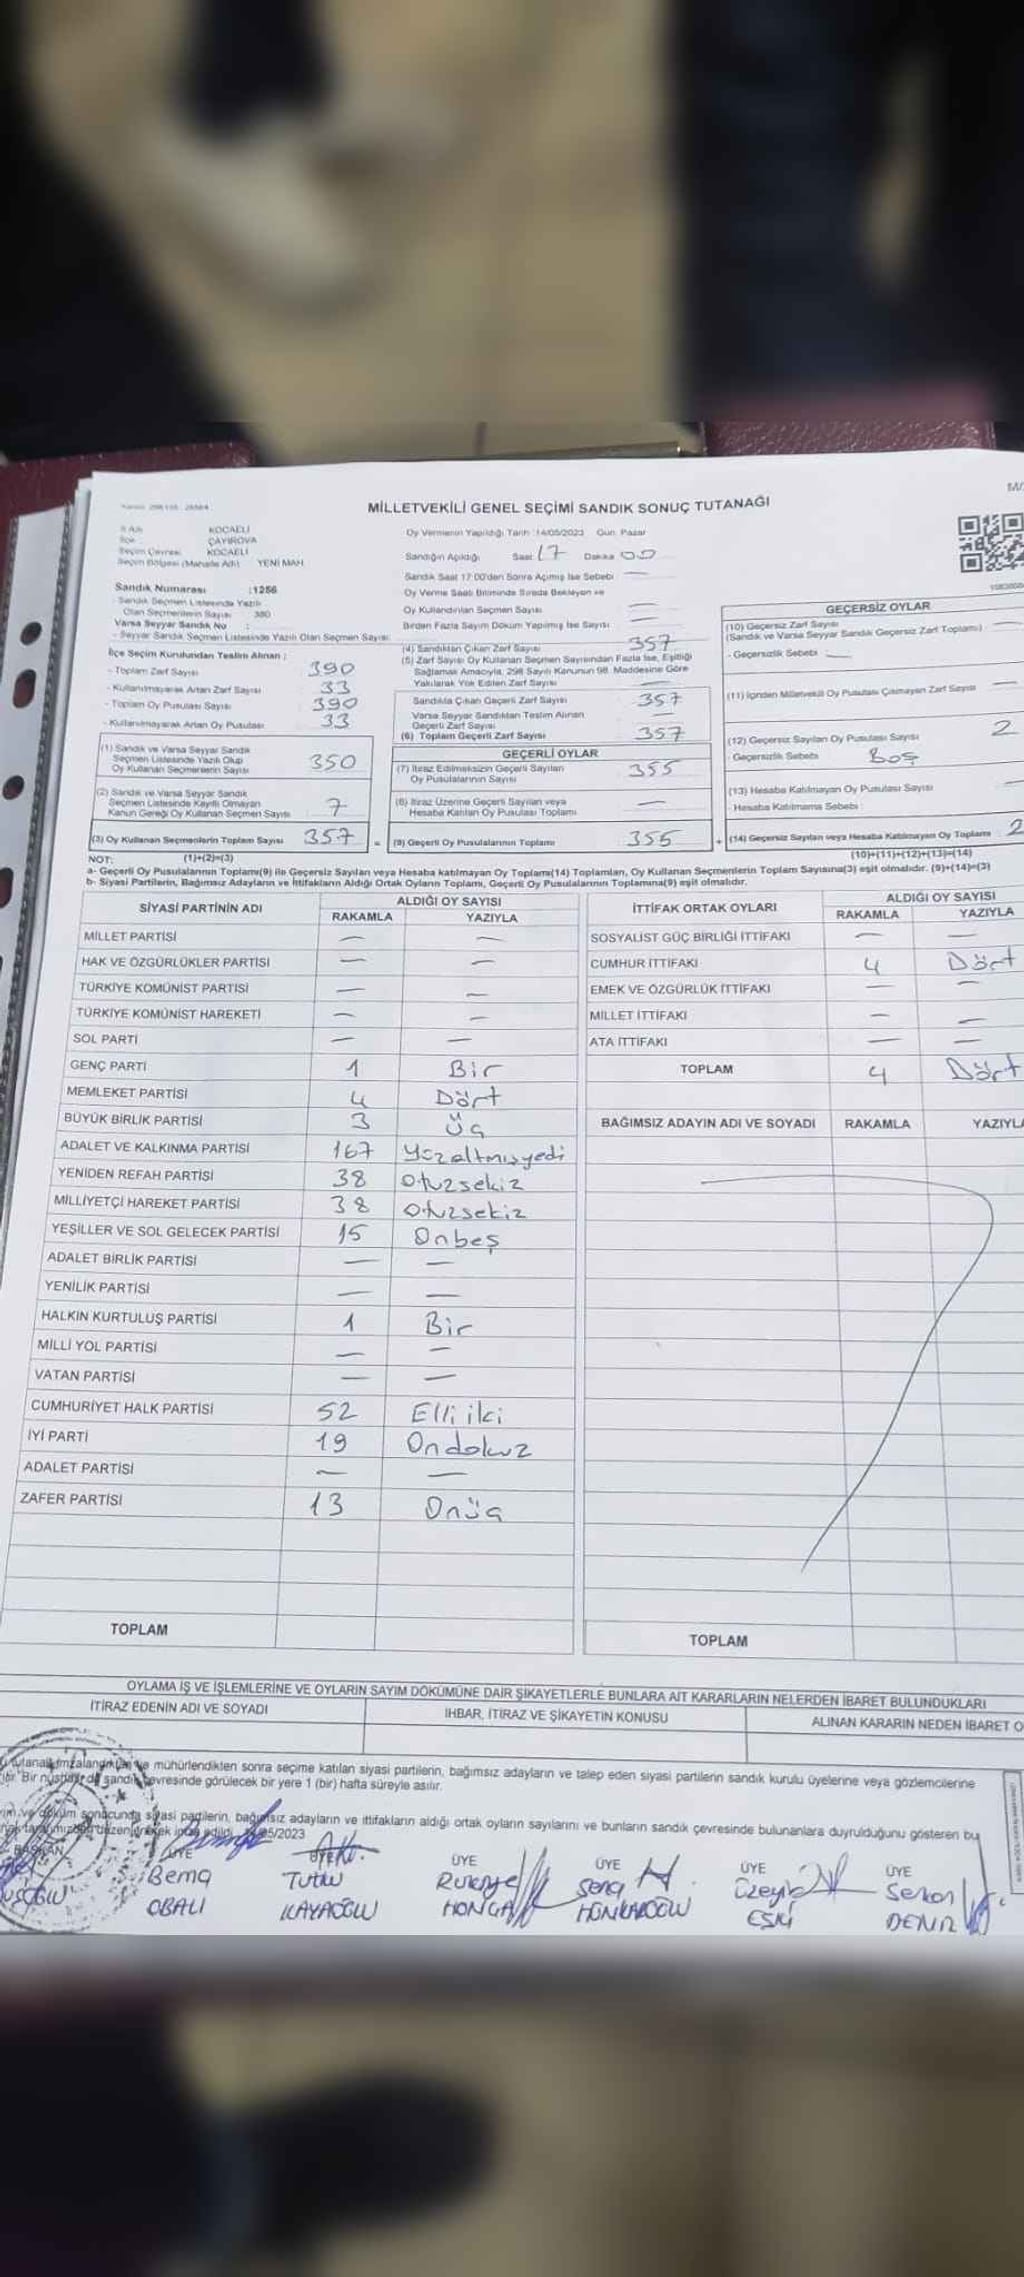 MİLLETVEKİLİ GENEL SEÇİMİ SANDIK SONUÇ TUTANAĞI
İl Adı KOCAELİ
İlçe ÇAYIROVA
Seçim Çevresi KOCAELİ
Seçim Bölgesi (Mahalle Adı) YENİ MAH.
Sandık Numarası :1256
Sandık Seçmen Listesinde Yazılı
Olan Seçmenlerin Sayısı 380
Varsa Seyyar Sandık No :
- Seyyar Sandık Seçmen Listesinde Yazılı Olan Seçmen Sayısı:
Oy Vermenin Yapıldığı Tarih :14/05/2023 Gün: Pazar
Sandığın Açıldığı Saat 17 Dakika 00
Sandık Saat 17:00'den Sonra Açımış İse Sebebi —
Oy Verme Saati Bitiminde Sırada Bekleyen ve
Oy Kullandırılan Seçmen Sayısı —
Birden Fazla Sayım Döküm Yapılmış İse Sayısı —
İlçe Seçim Kurulundan Teslim Alınan ;
- Toplam Zarf Sayısı 390
- Kullanılmayarak Artan Zarf Sayısı 33
- Toplam Oy Pusulası Sayısı 390
- Kullanılmayarak Artan Oy Pusulası 33
(1) Sandık ve Varsa Seyyar Sandık
Seçmen Listesinde Yazılı Olup
Oy Kullanan Seçmenlerin Sayısı 350
(2) Sandık ve Varsa Seyyar Sandık
Seçmen Listesinde Kayıtlı Olmayan
Kanun Gereği Oy Kullanan Seçmen Sayısı 7
(3) Oy Kullanan Seçmenlerin Toplam Sayısı 357 =
(4) Sandıktan Çıkan Zarf Sayısı 357
(5) Zarf Sayısı Oy Kullanan Seçmen Sayısından Fazla İse, Eşitliği
Sağlamak Amacıyla, 298 Sayılı Kanunun 98. Maddesine Göre
Yakılarak Yok Edilen Zarf Sayısı —
Sandıkta Çıkan Geçerli Zarf Sayısı 357
Varsa Seyyar Sandıktan Teslim Alınan
Geçerli Zarf Sayısı —
(6) Toplam Geçerli Zarf Sayısı 357
GEÇERLİ OYLAR
(7) İtiraz Edilmeksizin Geçerli Sayılan
Oy Pusulalarının Sayısı 355
(8) İtiraz Üzerine Geçerli Sayılan veya
Hesaba Katılan Oy Pusulası Toplamı —
(9) Geçerli Oy Pusulalarının Toplamı 355 +
GEÇERSİZ OYLAR
(10) Geçersiz Zarf Sayısı
(Sandık ve Varsa Seyyar Sandık Geçersiz Zarf Toplamı) —
- Geçersizlik Sebebi : —
(11) İçinden Milletvekili Oy Pusulası Çıkmayan Zarf Sayısı —
(12) Geçersiz Sayılan Oy Pusulası Sayısı 2
Geçersizlik Sebebi Boş
(13) Hesaba Katılmayan Oy Pusulası Sayısı —
- Hesaba Katılmama Sebebi :
(14) Geçersiz Sayılan veya Hesaba Katılmayan Oy Toplamı 2
NOT: (1)+(2)=(3) (10)+(11)+(12)+(13)=(14)
a- Geçerli Oy Pusulalarının Toplamı(9) ile Geçersiz Sayılan veya Hesaba katılmayan Oy Toplamı(14) Toplamları, Oy Kullanan Seçmenlerin Toplam Sayısına(3) eşit olmalıdır. (9)+(14)=(3)
b- Siyasi Partilerin, Bağımsız Adayların ve İttifakların Aldığı Ortak Oyların Toplamı, Geçerli Oy Pusulalarının Toplamına(9) eşit olmalıdır.
SİYASİ PARTİNİN ADI ALDIĞI OY SAYISI
RAKAMLA YAZIYLA
MİLLET PARTİSİ — —
HAK VE ÖZGÜRLÜKLER PARTİSİ — —
TÜRKİYE KOMÜNİST PARTİSİ — —
TÜRKİYE KOMÜNİST HAREKETİ — —
SOL PARTİ — —
GENÇ PARTİ 1 Bir
MEMLEKET PARTİSİ 4 Dört
BÜYÜK BİRLİK PARTİSİ 3 Üç
ADALET VE KALKINMA PARTİSİ 167 Yüzaltmışyedi
YENİDEN REFAH PARTİSİ 38 Otuzsekiz
MİLLİYETÇİ HAREKET PARTİSİ 38 Otuzsekiz
YEŞİLLER VE SOL GELECEK PARTİSİ 15 Onbeş
ADALET BİRLİK PARTİSİ — —
YENİLİK PARTİSİ — —
HALKIN KURTULUŞ PARTİSİ 1 Bir
MİLLİ YOL PARTİSİ — —
VATAN PARTİSİ — —
CUMHURİYET HALK PARTİSİ 52 Elli iki
İYİ PARTİ 19 Ondokuz
ADALET PARTİSİ — —
ZAFER PARTİSİ 13 Onüç
TOPLAM
İTTİFAK ORTAK OYLARI ALDIĞI OY SAYISI
RAKAMLA YAZIYLA
SOSYALİST GÜÇ BİRLİĞİ İTTİFAKI — —
CUMHUR İTTİFAKI 4 Dört
EMEK VE ÖZGÜRLÜK İTTİFAKI — —
MİLLET İTTİFAKI — —
ATA İTTİFAKI — —
TOPLAM 4 Dört
BAĞIMSIZ ADAYIN ADI VE SOYADI RAKAMLA YAZIYLA
TOPLAM
OYLAMA İŞ VE İŞLEMLERİNE VE OYLARIN SAYIM DÖKÜMÜNE DAİR ŞİKAYETLERLE BUNLARA AİT KARARLARIN NELERDEN İBARET BULUNDUKLARI
İTİRAZ EDENİN ADI VE SOYADI İHBAR, İTİRAZ VE ŞİKAYETİN KONUSU ALINAN KARARIN NEDEN İBARET O
mühürlendikten sonra seçime katılan siyasi partilerin, bağımsız adayların ve talep eden siyasi partilerin sandık kurulu üyelerine veya gözlemcilerine
Bir nüshası da sandık çevresinde görülecek bir yere 1 (bir) hafta süreyle asılır.
ve döküm sonucunda siyasi partilerin, bağımsız adayların ve ittifakların aldığı ortak oyların sayılarını ve bunların sandık çevresinde bulunanlara duyrulduğunu gösteren bu
/05/2023
BAŞKAN ÜYE ÜYE ÜYE ÜYE ÜYE ÜYE
Berna Tutku Rukiye Üzeyir Serkan
OBALI KAYAOĞLU HÜNKAROĞLU ESKİ DENİZ